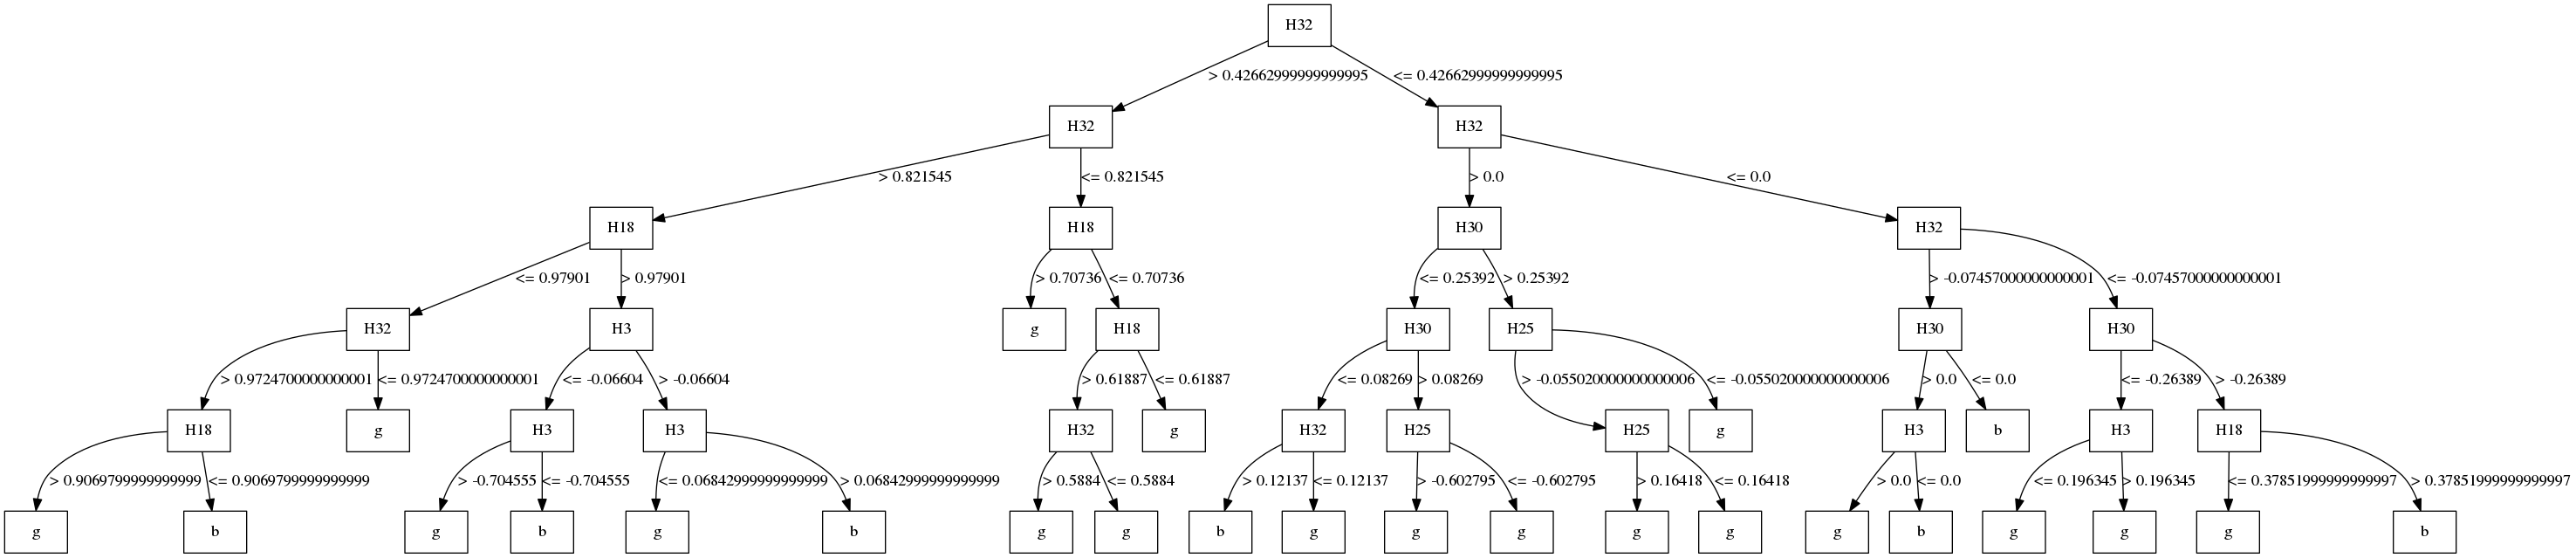 H32
> 0.42662999999999995 <= 0.42662999999999995
H32 H32
> 0.821545 <= 0.821545 > 0.0 <= 0.0
H18 H18 H30 H32
<= 0.97901 > 0.97901 > 0.70736 <= 0.70736 <= 0.25392 > 0.25392 > -0.07457000000000001 <= -0.07457000000000001
H32 H3 g H18 H30 H25 H30 H30
> 0.9724700000000001 <= 0.9724700000000001 <= -0.06604 > -0.06604 > 0.61887 <= 0.61887 <= 0.08269 > 0.08269 > -0.055020000000000006 <= -0.055020000000000006 > 0.0 <= 0.0 <= -0.26389 > -0.26389
H18 g H3 H3 H32 g H32 H25 H25 g H3 b H3 H18
> 0.9069799999999999 <= 0.9069799999999999 > -0.704555 <= -0.704555 <= 0.06842999999999999 > 0.06842999999999999 > 0.5884 <= 0.5884 > 0.12137 <= 0.12137 > -0.602795 <= -0.602795 > 0.16418 <= 0.16418 > 0.0 <= 0.0 <= 0.196345 > 0.196345 <= 0.37851999999999997 > 0.37851999999999997
g b g b g b g g b g g g g g g b g g g b